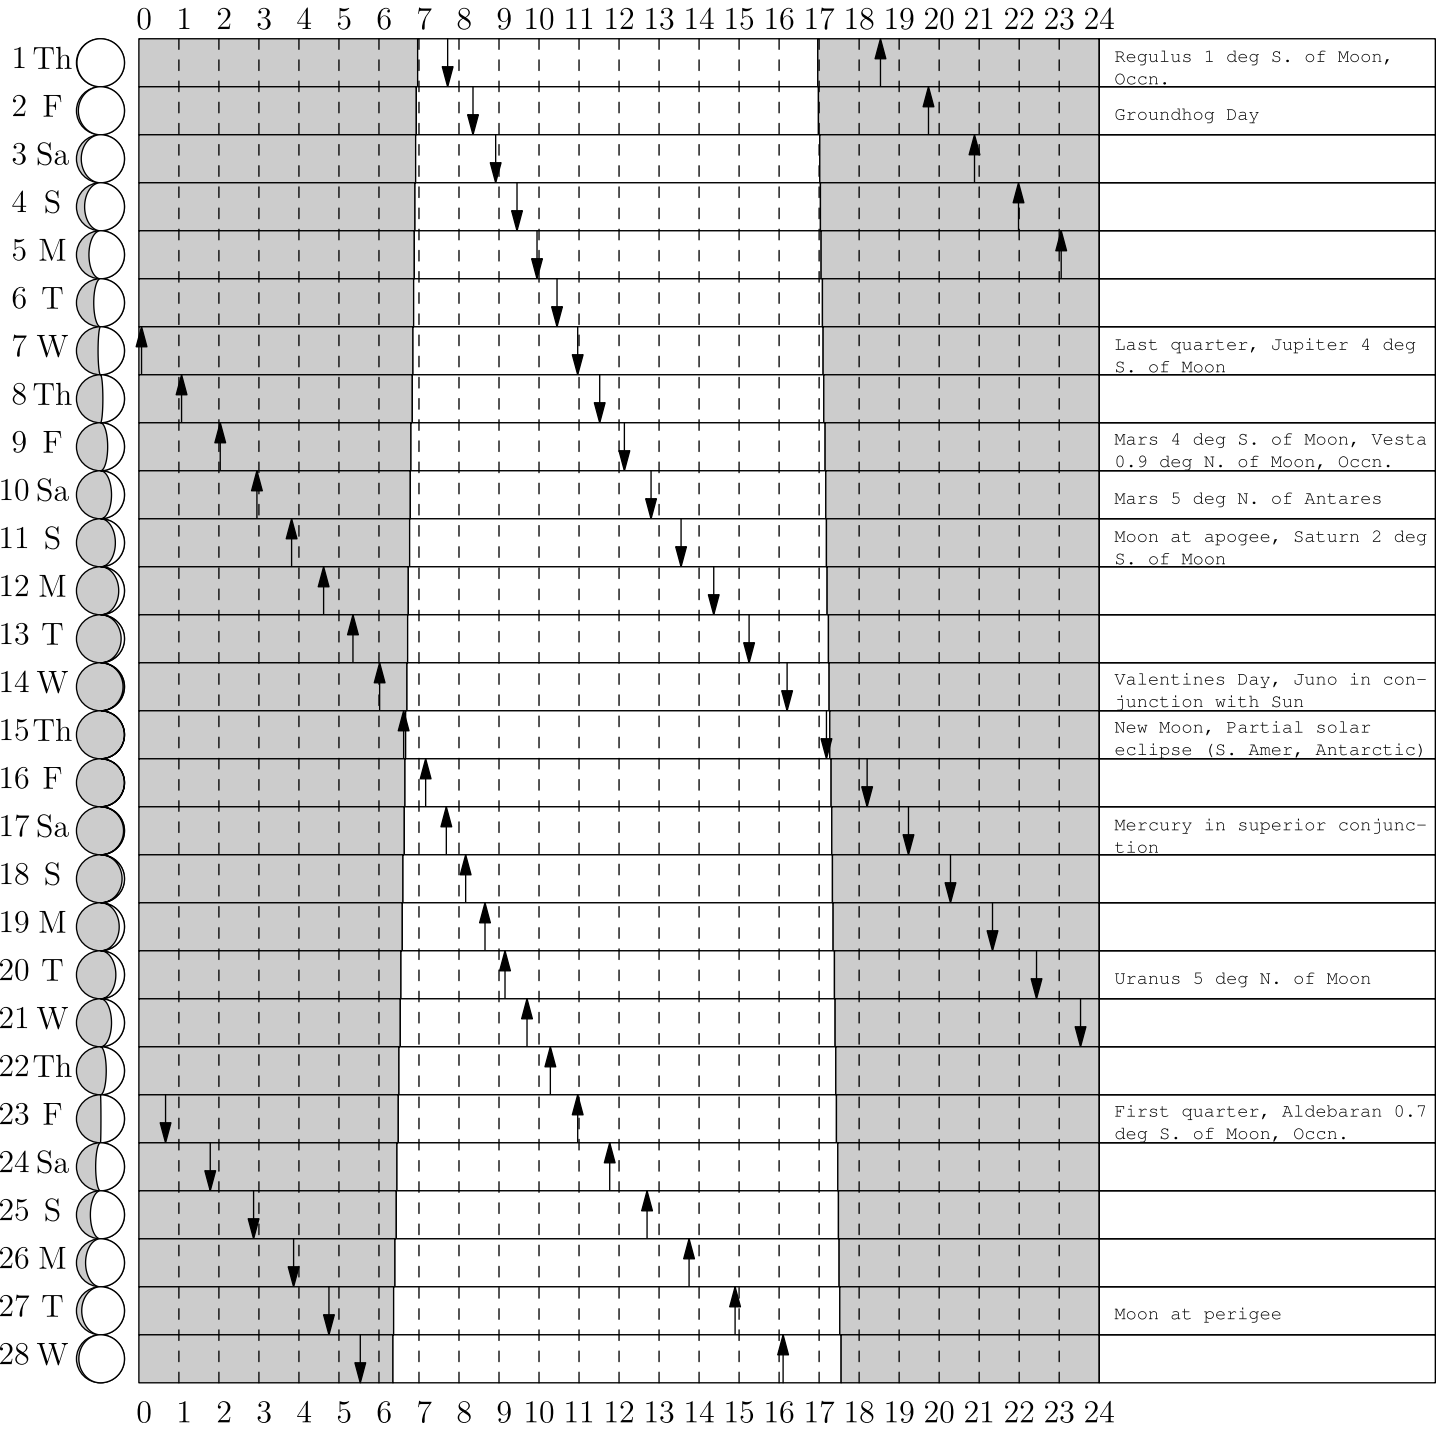 0 1 2 3 4 5 6 7 8 9 10 11 12 13 14 15 16 17 18 19 20 21 22 23 24
1 Th Regulus 1 deg S. of Moon,
Occn.
2 F Groundhog Day
3 Sa
4 S
5 M
6 T
7 W Last quarter, Jupiter 4 deg
S. of Moon
8 Th
9 F Mars 4 deg S. of Moon, Vesta
0.9 deg N. of Moon, Occn.
10 Sa Mars 5 deg N. of Antares
11 S Moon at apogee, Saturn 2 deg
S. of Moon
12 M
13 T
14 W Valentines Day, Juno in con-
junction with Sun
15 Th New Moon, Partial solar
eclipse (S. Amer, Antarctic)
16 F
17 Sa Mercury in superior conjunc-
tion
18 S
19 M
20 T Uranus 5 deg N. of Moon
21 W
22 Th
23 F First quarter, Aldebaran 0.7
deg S. of Moon, Occn.
24 Sa
25 S
26 M
27 T Moon at perigee
28 W
0 1 2 3 4 5 6 7 8 9 10 11 12 13 14 15 16 17 18 19 20 21 22 23 24